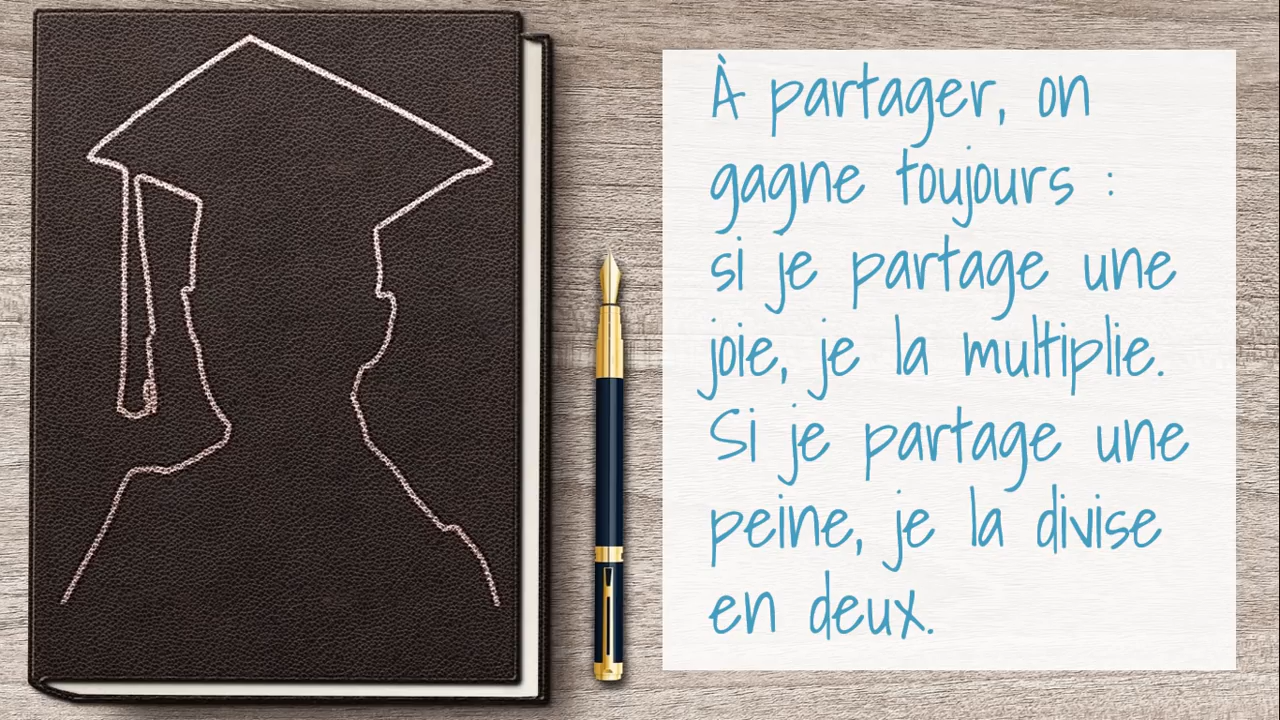 À partager, on
gagne toujours :
si je partage une
joie, je la multiplie.
Si je partage une
peine, je la divise
en deux.